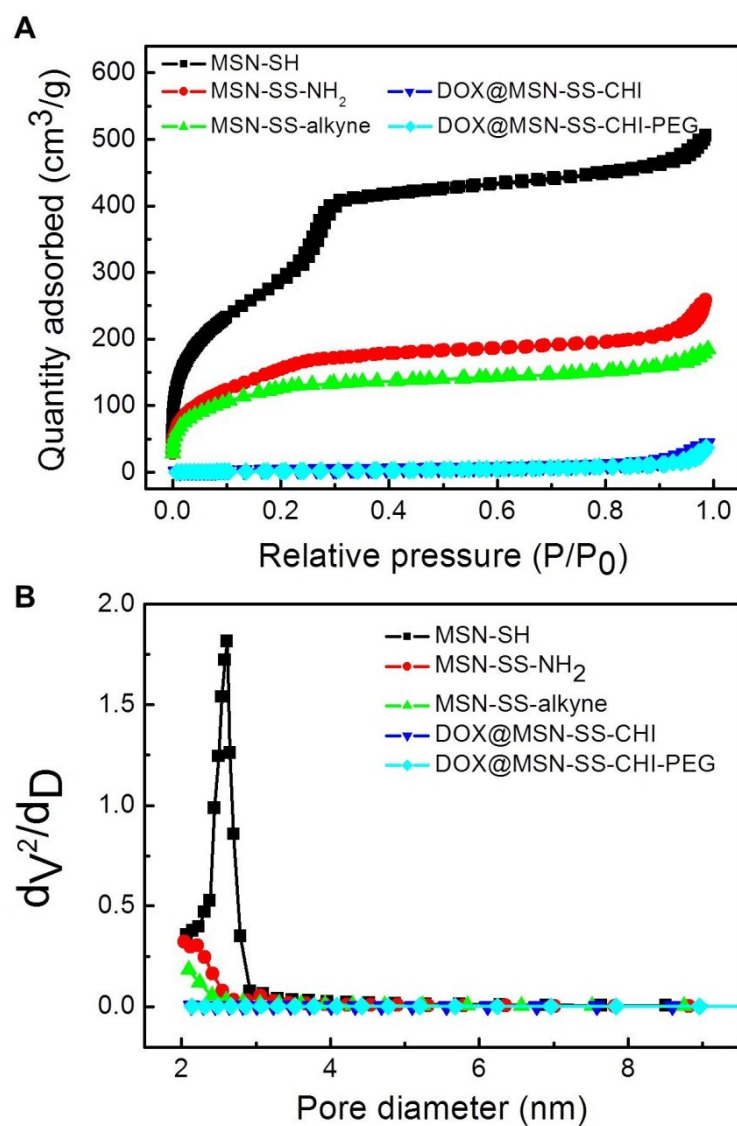 A
MSN-SH
MSN-SS-NH₂
DOX@MSN-SS-CHI
MSN-SS-alkyne
DOX@MSN-SS-CHI-PEG
Quantity adsorbed (cm³/g)
600
500
400
300
200
100
0
0.0 0.2 0.4 0.6 0.8 1.0
Relative pressure (P/P₀)
B
MSN-SH
MSN-SS-NH₂
MSN-SS-alkyne
DOX@MSN-SS-CHI
DOX@MSN-SS-CHI-PEG
dV²/dD
2.0
1.5
1.0
0.5
0.0
2 4 6 8
Pore diameter (nm)